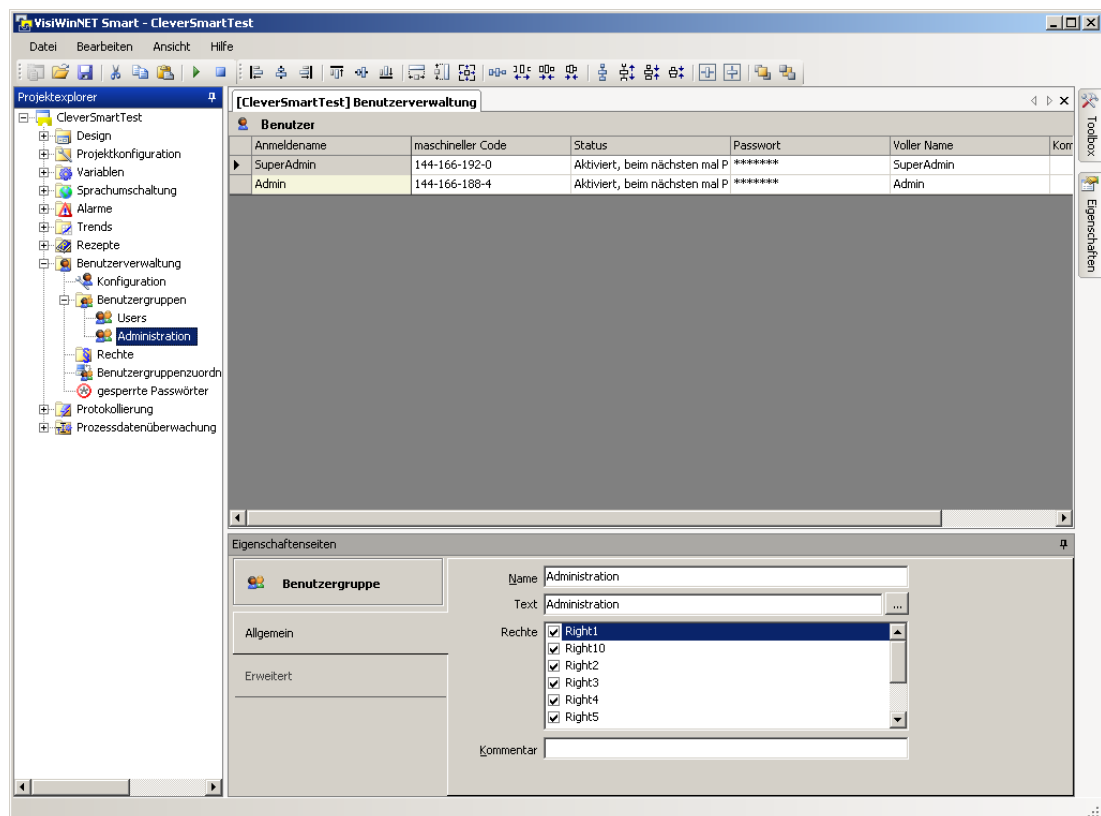 VisiWinNET Smart - CleverSmartTest
Datei Bearbeiten Ansicht Hilfe
Projektexplorer
CleverSmartTest
Design
Projektkonfiguration
Variablen
Sprachumschaltung
Alarme
Trends
Rezepte
Benutzerverwaltung
Konfiguration
Benutzergruppen
Users
Administration
Rechte
Benutzergruppenzuordn
gesperrte Passwörter
Protokollierung
Prozessdatenüberwachung
[CleverSmartTest] Benutzerverwaltung
Benutzer
Anmeldename maschineller Code Status Passwort Voller Name Kom
SuperAdmin 144-166-192-0 Aktiviert, beim nächsten mal P ******* SuperAdmin
Admin 144-166-188-4 Aktiviert, beim nächsten mal P ******* Admin
Toolbox
Eigenschaften
Eigenschaftenseiten
Benutzergruppe
Allgemein
Erweitert
Name Administration
Text Administration ...
Rechte Right1
Right10
Right2
Right3
Right4
Right5
Kommentar